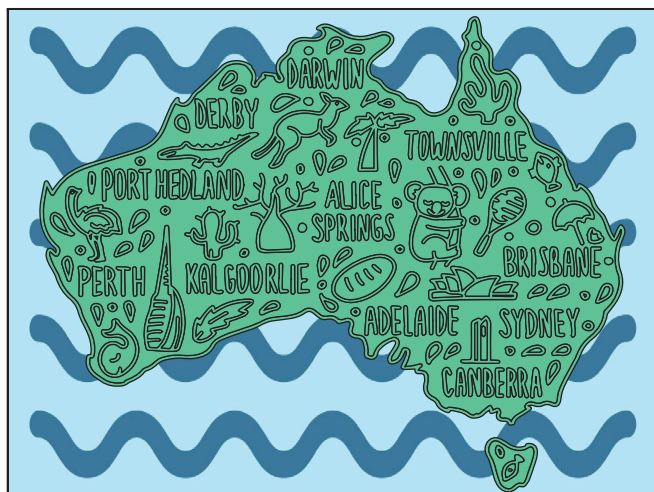 DARWIN
DERBY
TOWNSVILLE
PORT HEDLAND
ALICE
SPRINGS
BRISBANE
PERTH
KALGOORLIE
ADELAIDE
SYDNEY
CANBERRA